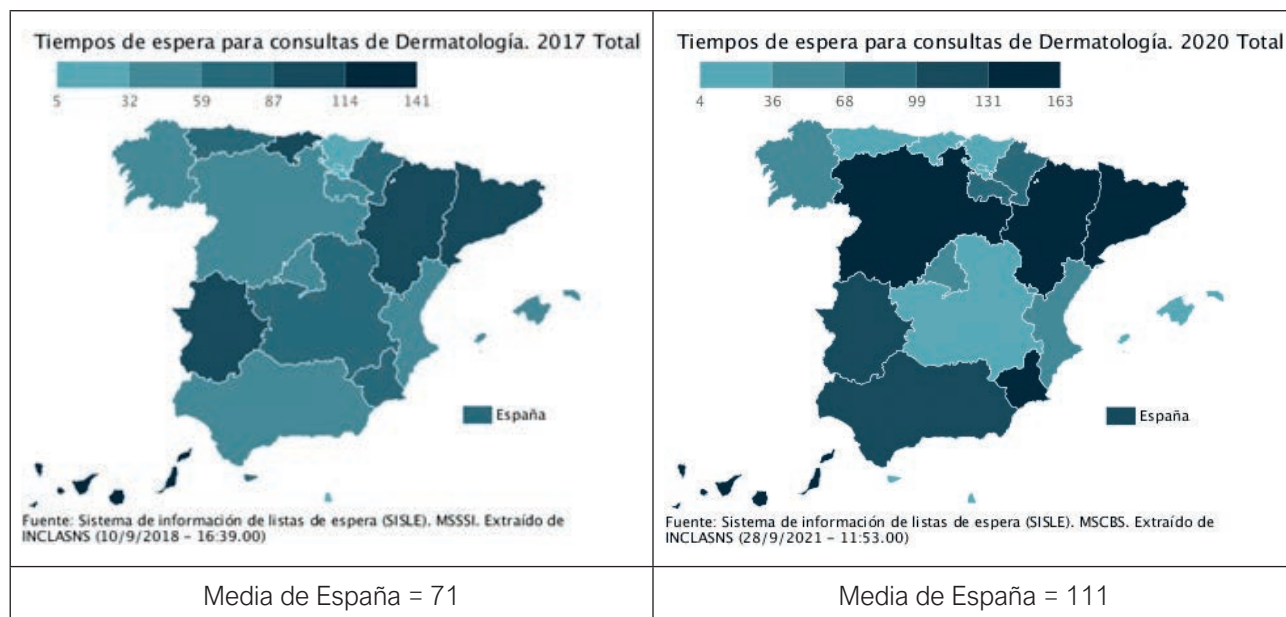 Tiempos de espera para consultas de Dermatología. 2017 Total
5 32 59 87 114 141
España
Fuente: Sistema de información de listas de espera (SISLE). MSSSI. Extraído de
INCLASNS (10/9/2018 – 16:39.00)
Media de España = 71
Tiempos de espera para consultas de Dermatología. 2020 Total
4 36 68 99 131 163
España
Fuente: Sistema de información de listas de espera (SISLE). MSCBS. Extraído de
INCLASNS (28/9/2021 – 11:53.00)
Media de España = 111